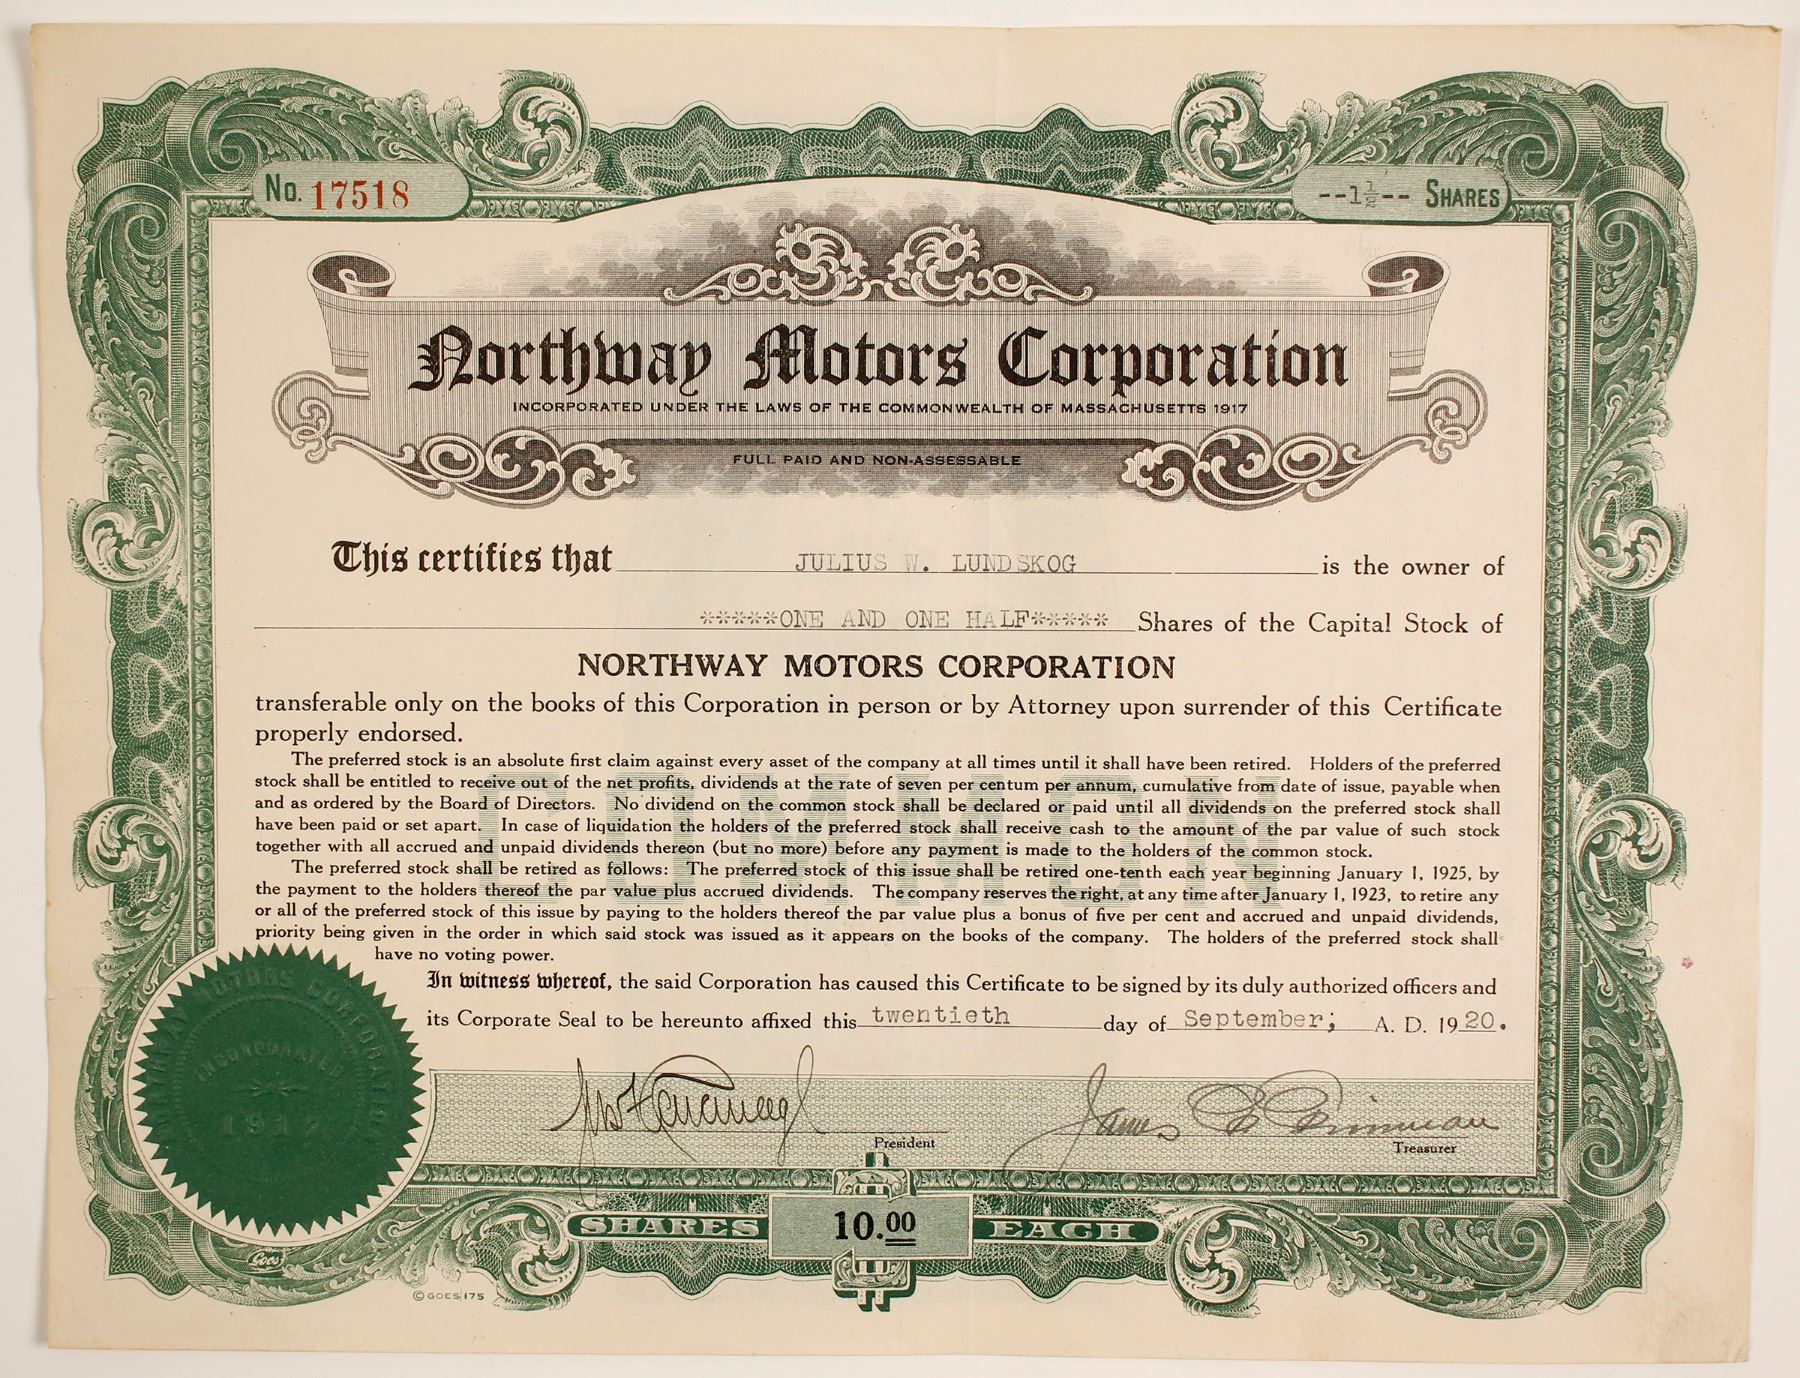 No. 17518
--1½-- SHARES
Northway Motors Corporation
INCORPORATED UNDER THE LAWS OF THE COMMONWEALTH OF MASSACHUSETTS 1917
FULL PAID AND NON-ASSESSABLE
This certifies that JULIUS W. LUNDSKOG is the owner of
*****ONE AND ONE HALF***** Shares of the Capital Stock of
NORTHWAY MOTORS CORPORATION
transferable only on the books of this Corporation in person or by Attorney upon surrender of this Certificate
properly endorsed.
COMMON
The preferred stock is an absolute first claim against every asset of the company at all times until it shall have been retired. Holders of the preferred
stock shall be entitled to receive out of the net profits, dividends at the rate of seven per centum per annum, cumulative from date of issue, payable when
and as ordered by the Board of Directors. No dividend on the common stock shall be declared or paid until all dividends on the preferred stock shall
have been paid or set apart. In case of liquidation the holders of the preferred stock shall receive cash to the amount of the par value of such stock
together with all accrued and unpaid dividends thereon (but no more) before any payment is made to the holders of the common stock.
The preferred stock shall be retired as follows: The preferred stock of this issue shall be retired one-tenth each year beginning January 1, 1925, by
the payment to the holders thereof the par value plus accrued dividends. The company reserves the right, at any time after January 1, 1923, to retire any
or all of the preferred stock of this issue by paying to the holders thereof the par value plus a bonus of five per cent and accrued and unpaid dividends,
priority being given in the order in which said stock was issued as it appears on the books of the company. The holders of the preferred stock shall
have no voting power.
In witness whereof, the said Corporation has caused this Certificate to be signed by its duly authorized officers and
its Corporate Seal to be hereunto affixed this twentieth day of September; A. D. 1920.
NORTHWAY MOTORS CORPORATION
INCORPORATED
1917
President
James E.
Treasurer
SHARES 10.00 EACH
Goes
© GOES 175